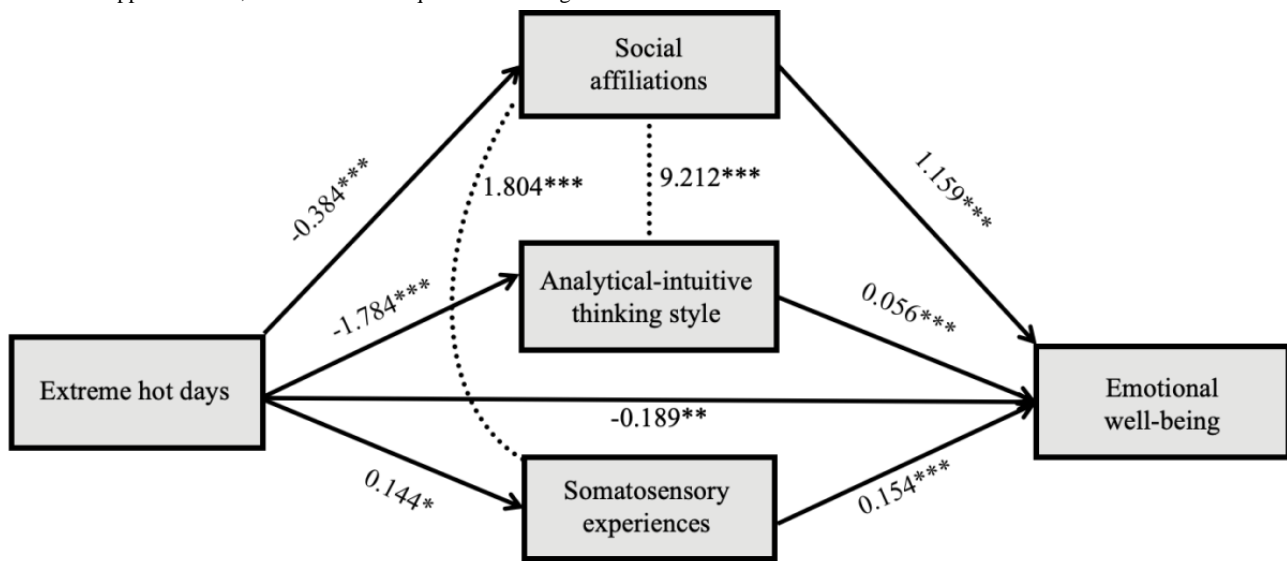 Social
affiliations
-0.384***
1.804***
9.212***
1.159***
Analytical-intuitive
thinking style
-1.784***
0.056***
Extreme hot days
-0.189**
Emotional
well-being
0.144*
Somatosensory
experiences
0.154***